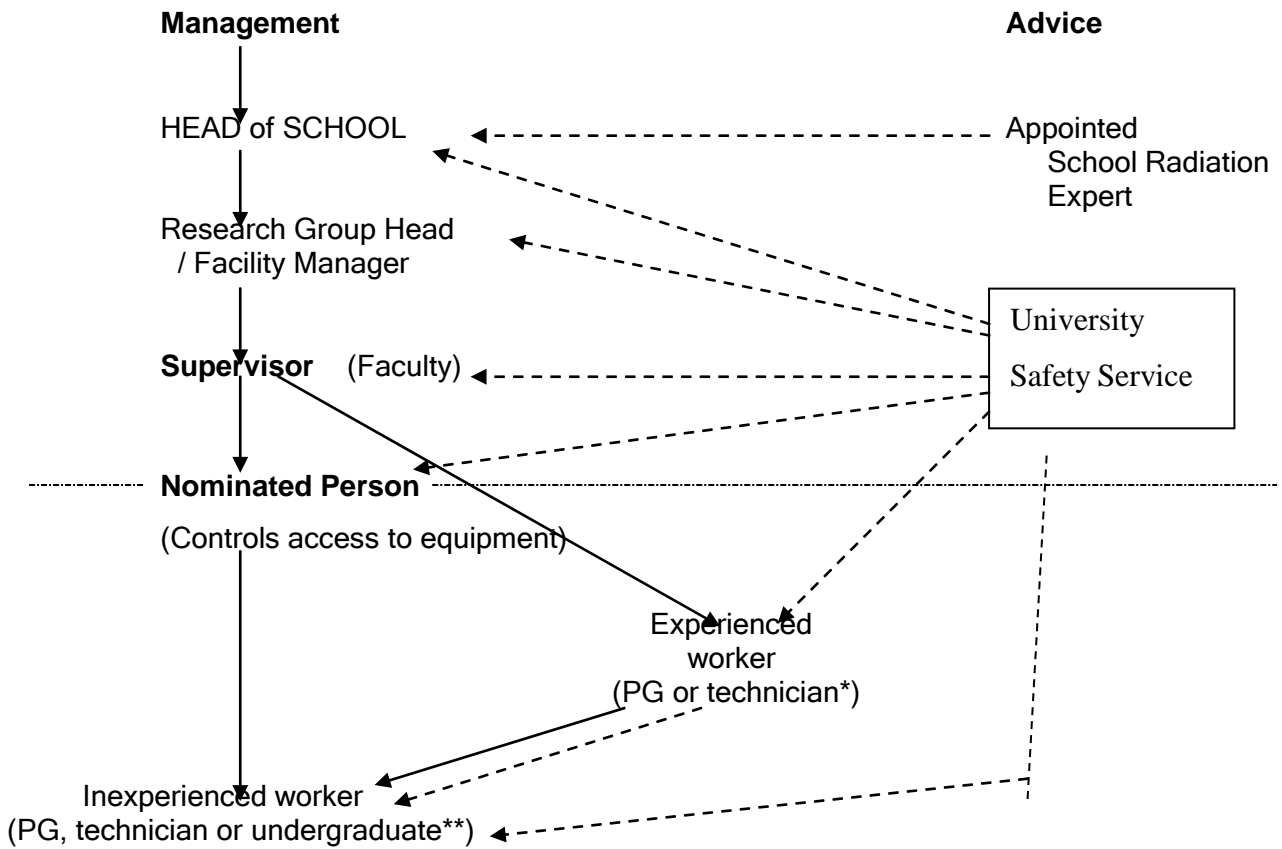 Management
Advice
HEAD of SCHOOL
Appointed
School Radiation
Expert
Research Group Head
/ Facility Manager
University
Safety Service
Supervisor (Faculty)
Nominated Person
(Controls access to equipment)
Experienced
worker
(PG or technician*)
Inexperienced worker
(PG, technician or undergraduate**)